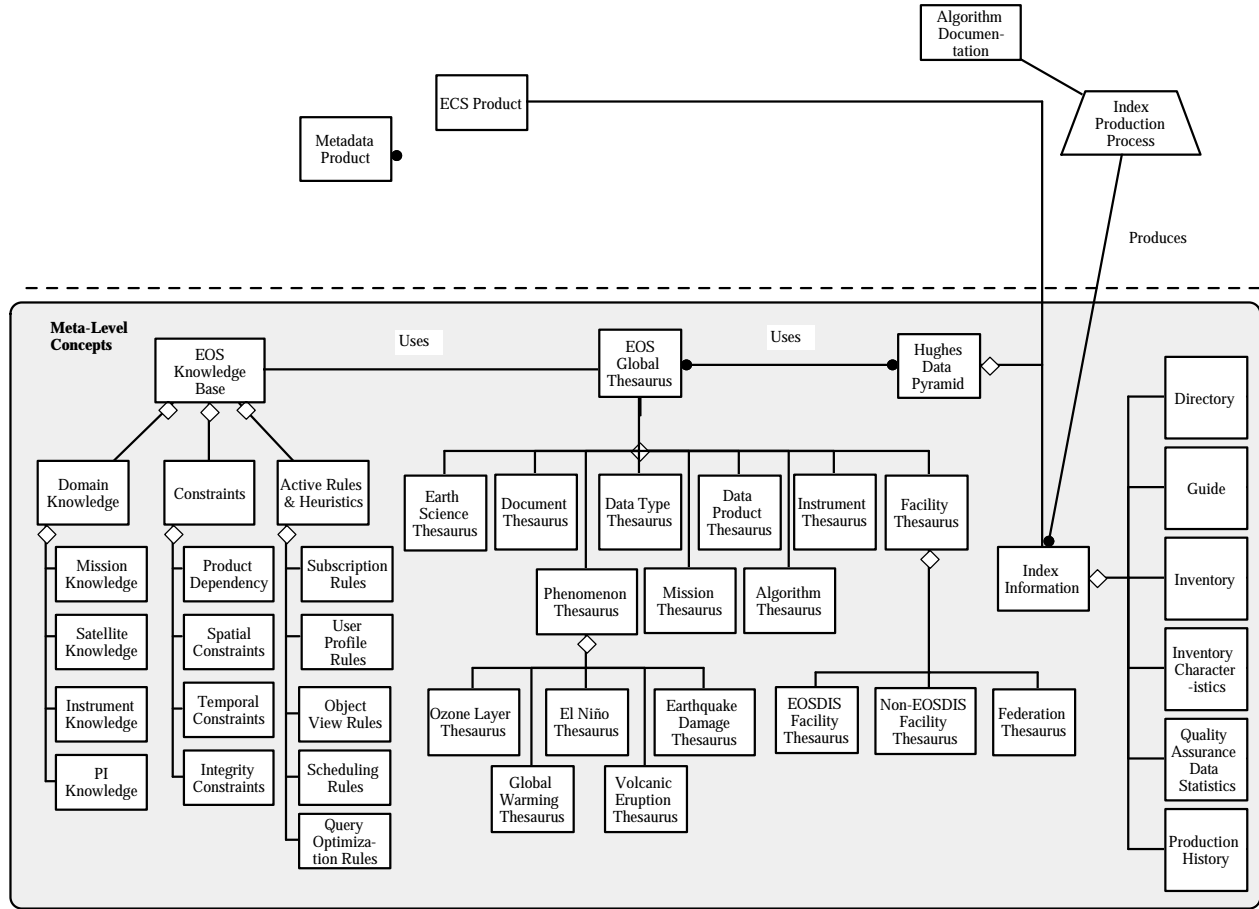 Algorithm
Documen-
tation
ECS Product
Index
Production
Process
Metadata
Product
Produces
Meta-Level
Concepts
EOS
Knowledge
Base
Uses
EOS
Global
Thesaurus
Uses
Hughes
Data
Pyramid
Directory
Domain
Knowledge
Constraints
Active Rules
& Heuristics
Earth
Science
Thesaurus
Document
Thesaurus
Data Type
Thesaurus
Data
Product
Thesaurus
Instrument
Thesaurus
Facility
Thesaurus
Guide
Mission
Knowledge
Product
Dependency
Subscription
Rules
Phenomenon
Thesaurus
Mission
Thesaurus
Algorithm
Thesaurus
Index
Information
Inventory
Satellite
Knowledge
Spatial
Constraints
User
Profile
Rules
Inventory
Character
-istics
Instrument
Knowledge
Temporal
Constraints
Object
View Rules
Ozone Layer
Thesaurus
El Niño
Thesaurus
Earthquake
Damage
Thesaurus
EOSDIS
Facility
Thesaurus
Non-EOSDIS
Facility
Thesaurus
Federation
Thesaurus
Quality
Assurance
Data
Statistics
PI
Knowledge
Integrity
Constraints
Scheduling
Rules
Global
Warming
Thesaurus
Volcanic
Eruption
Thesaurus
Query
Optimiza-
tion Rules
Production
History